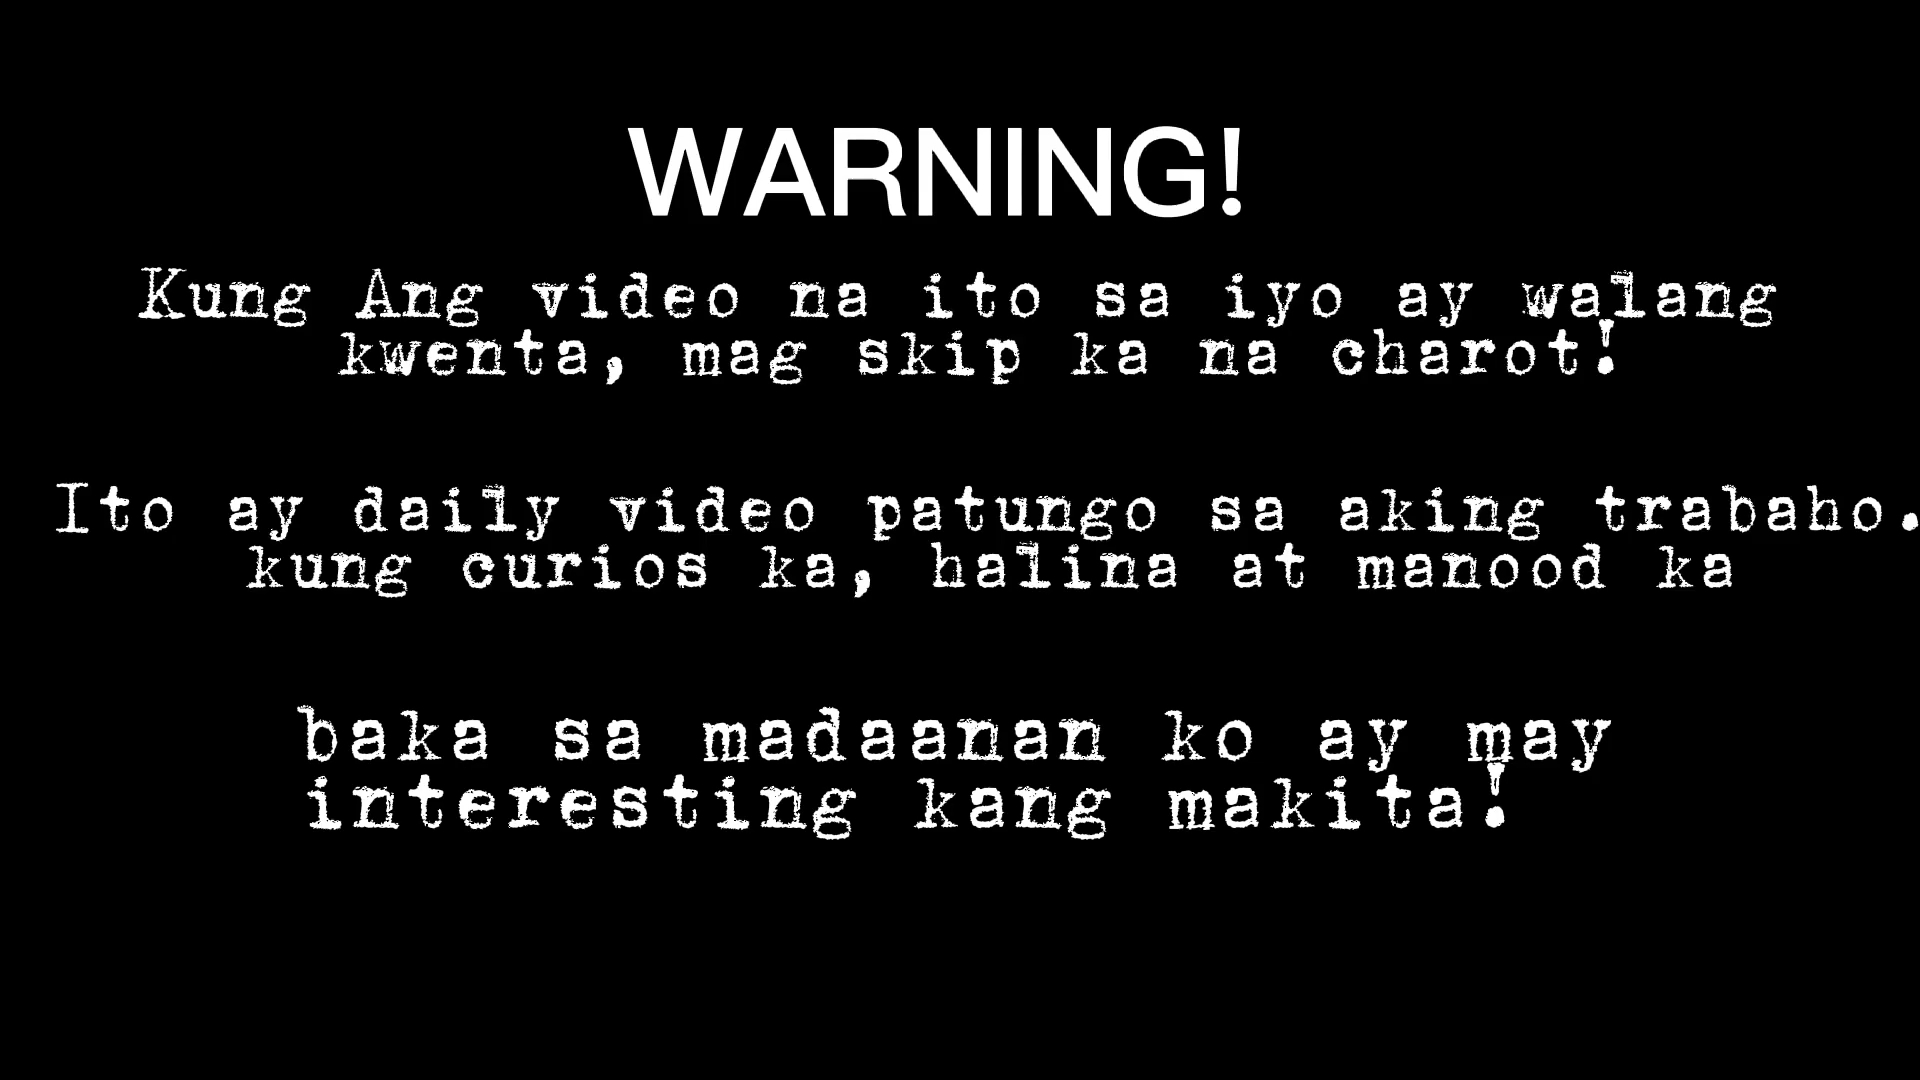 WARNING!
Kung Ang video na ito sa iyo ay walang
kwenta, mag skip ka na charot!
Ito ay daily video patungo sa aking trabaho.
kung curios ka, halina at manood ka
baka sa madaanan ko ay may
interesting kang makita!